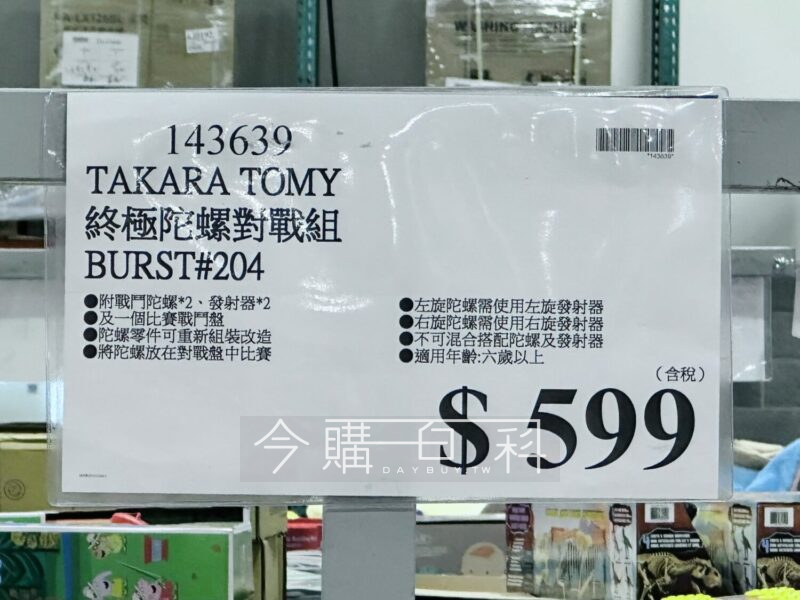 WASHING MACHINE
143639
*143639*
TAKARA TOMY
終極陀螺對戰組
BURST#204
●附戰鬥陀螺*2、發射器*2
●及一個比賽戰鬥盤
●陀螺零件可重新組裝改造
●將陀螺放在對戰盤中比賽
●左旋陀螺需使用左旋發射器
●右旋陀螺需使用右旋發射器
●不可混合搭配陀螺及發射器
●適用年齡:六歲以上
(含稅)
$ 599
今購百科
DAYBUY.TW